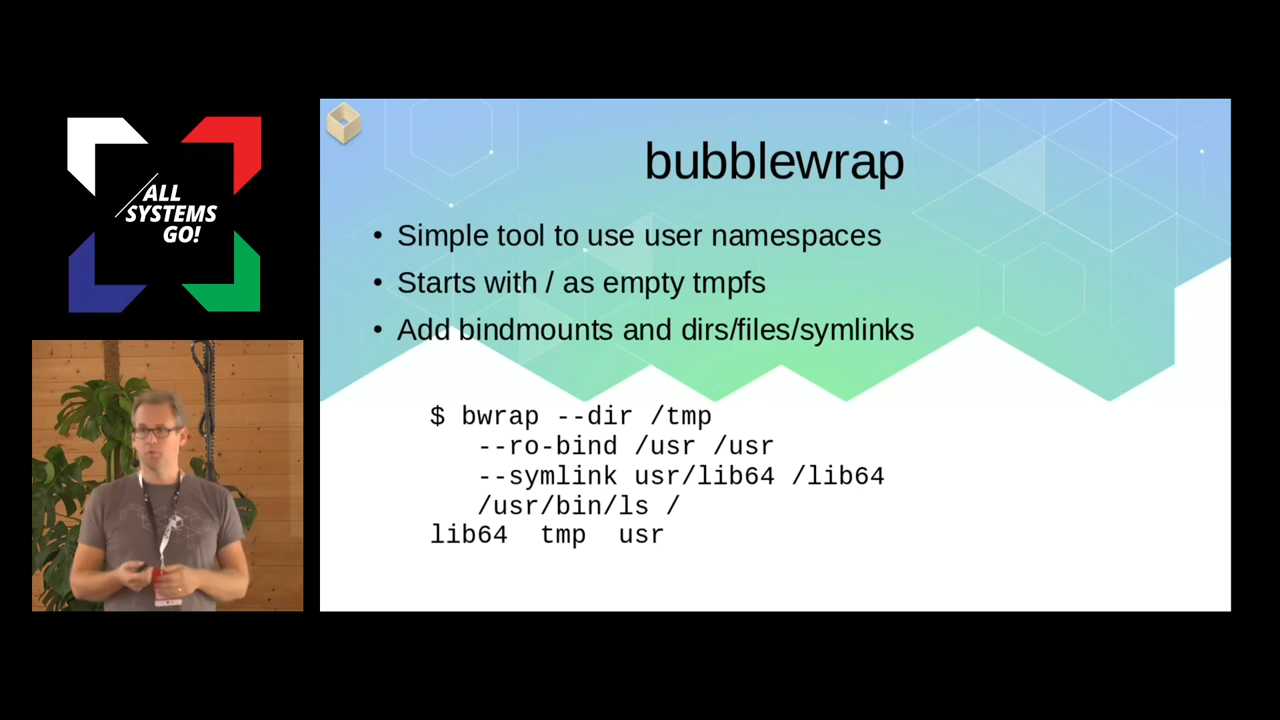 ALL
SYSTEMS
GO!
bubblewrap
• Simple tool to use user namespaces
• Starts with / as empty tmpfs
• Add bindmounts and dirs/files/symlinks
$ bwrap --dir /tmp
--ro-bind /usr /usr
--symlink usr/lib64 /lib64
/usr/bin/ls /
lib64 tmp usr